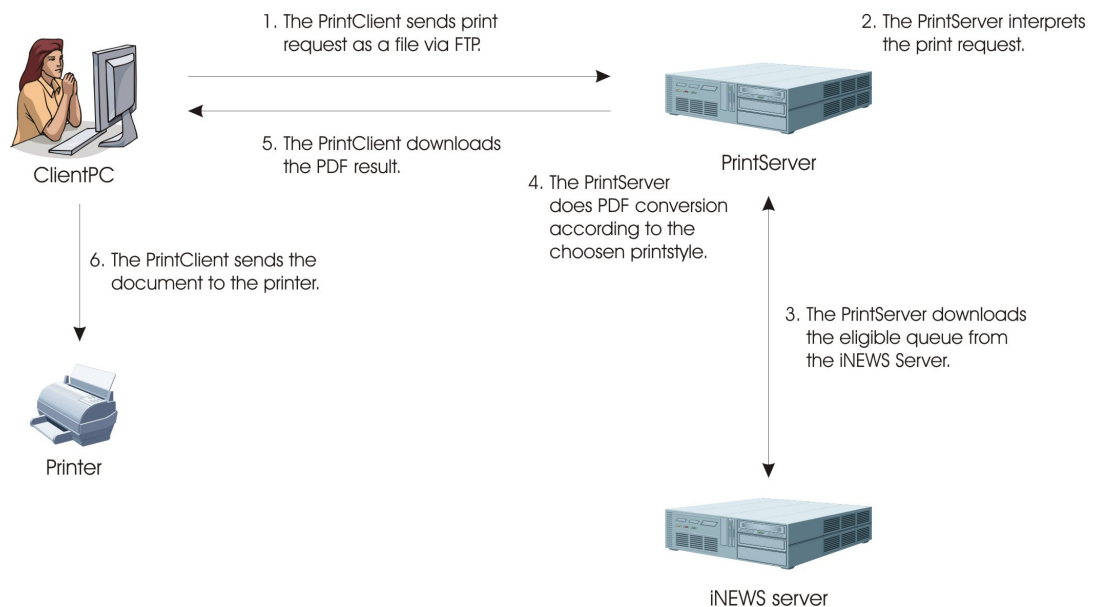 1. The PrintClient sends print
request as a file via FTP.
2. The PrintServer interprets
the print request.
5. The PrintClient downloads
the PDF result.
ClientPC
PrintServer
4. The PrintServer
does PDF conversion
according to the
choosen printstyle.
6. The PrintClient sends the
document to the printer.
3. The PrintServer downloads
the eligible queue from
the iNEWS Server.
Printer
iNEWS server